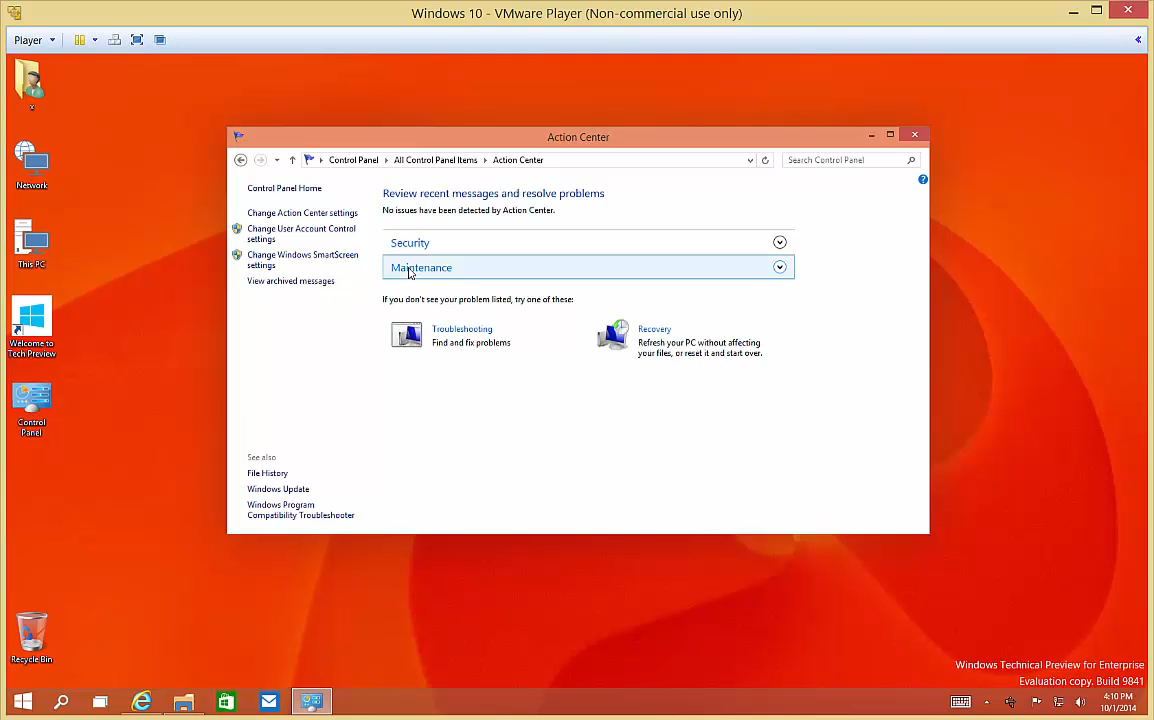 Windows 10 - VMware Player (Non-commercial use only)
Player
x
Network
This PC
Welcome to
Tech Preview
Control
Panel
Recycle Bin
Action Center
Control Panel
All Control Panel Items
Action Center
Search Control Panel
Control Panel Home
Change Action Center settings
Change User Account Control
settings
Change Windows SmartScreen
settings
View archived messages
See also
File History
Windows Update
Windows Program
Compatibility Troubleshooter
Review recent messages and resolve problems
No issues have been detected by Action Center.
Security
Maintenance
If you don't see your problem listed, try one of these:
Troubleshooting
Find and fix problems
Recovery
Refresh your PC without affecting
your files, or reset it and start over.
Windows Technical Preview for Enterprise
Evaluation copy. Build 9841
4:10 PM
10/1/2014